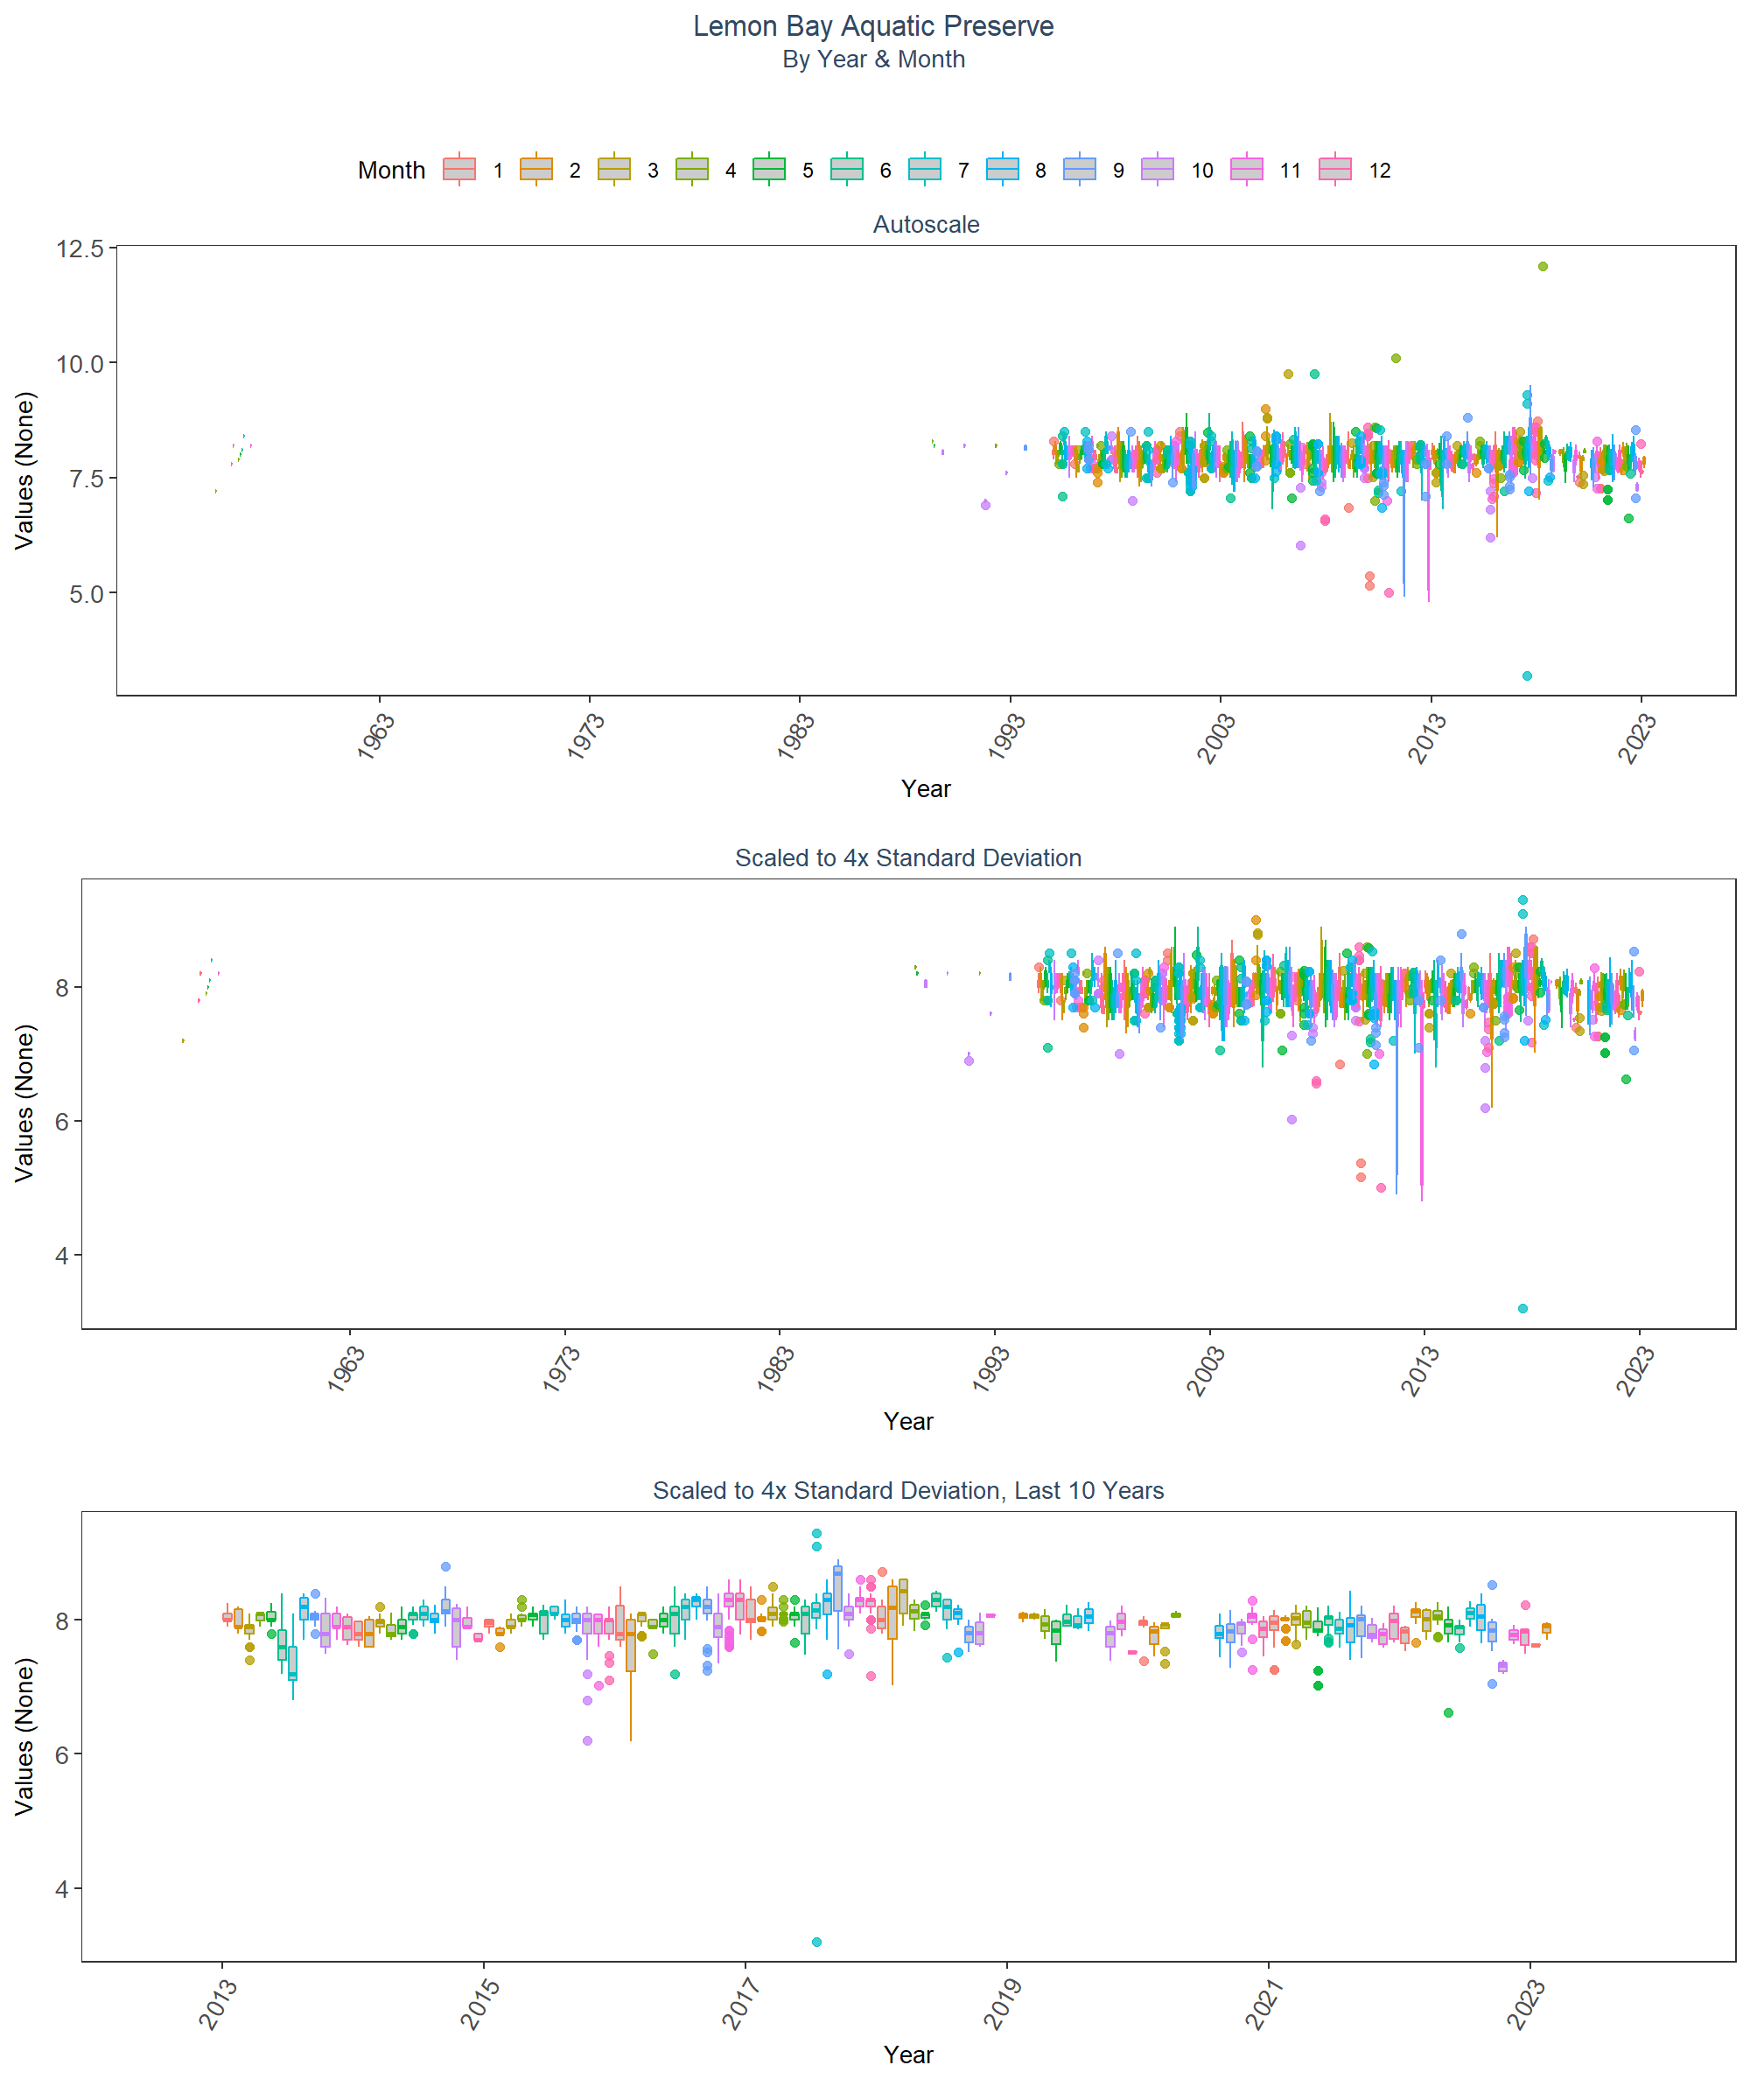 Lemon Bay Aquatic Preserve
By Year & Month
Month 1 2 3 4 5 6 7 8 9 10 11 12
Autoscale
12.5
10.0
7.5
5.0
Values (None)
1963 1973 1983 1993 2003 2013 2023
Year
Scaled to 4x Standard Deviation
8
6
4
Values (None)
1963 1973 1983 1993 2003 2013 2023
Year
Scaled to 4x Standard Deviation, Last 10 Years
8
6
4
Values (None)
2013 2015 2017 2019 2021 2023
Year